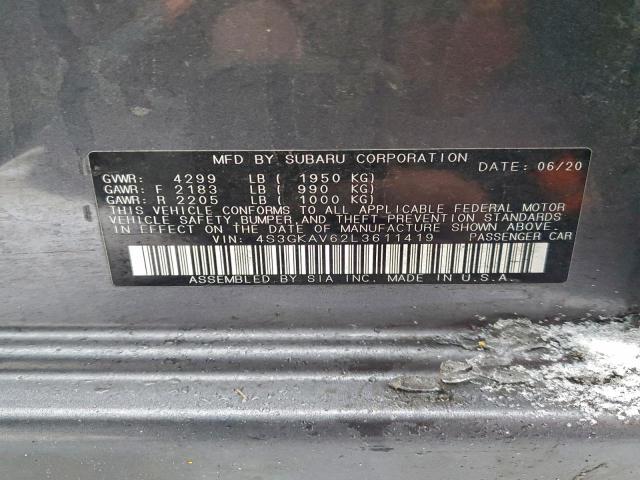 MFD BY SUBARU CORPORATION DATE: 06/20
GVWR: 4299 LB ( 1950 KG)
GAWR: F 2183 LB ( 990 KG)
GAWR: R 2205 LB ( 1000 KG)
THIS VEHICLE CONFORMS TO ALL APPLICABLE FEDERAL MOTOR
VEHICLE SAFETY, BUMPER, AND THEFT PREVENTION STANDARDS
IN EFFECT ON THE DATE OF MANUFACTURE SHOWN ABOVE.
VIN: 4S3GKAV62L3611419 PASSENGER CAR
ASSEMBLED BY SIA INC. MADE IN U.S.A.